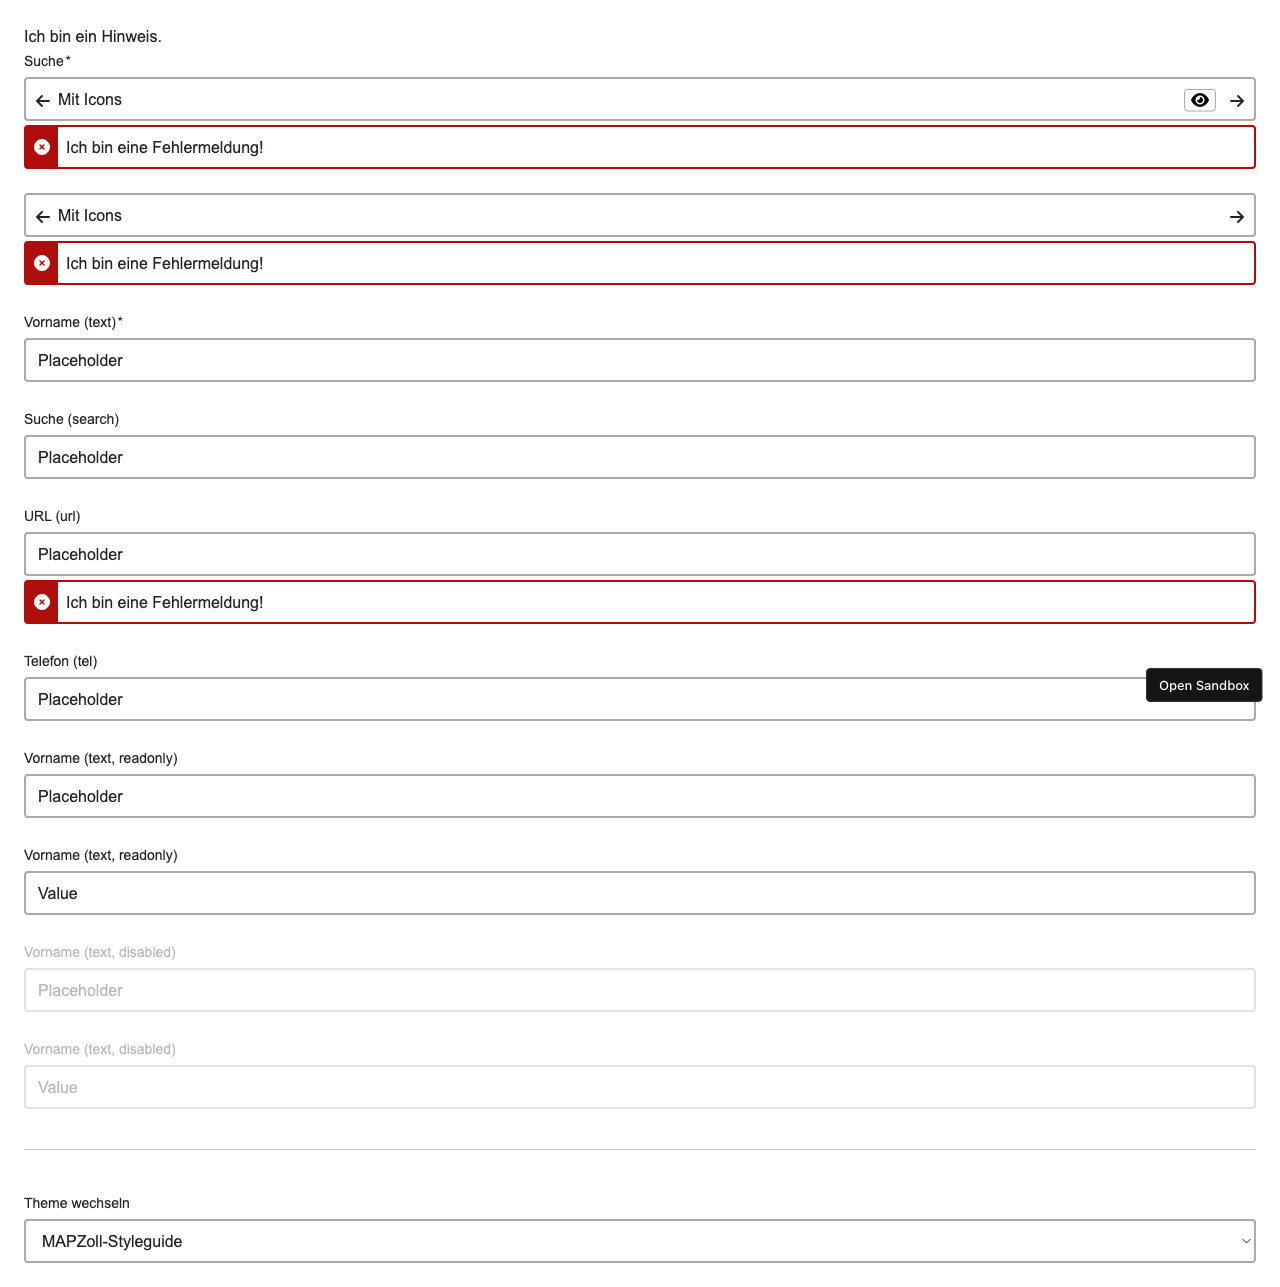 Ich bin ein Hinweis.
Suche*
Mit Icons
Ich bin eine Fehlermeldung!
Mit Icons
Ich bin eine Fehlermeldung!
Vorname (text)*
Placeholder
Suche (search)
Placeholder
URL (url)
Placeholder
Ich bin eine Fehlermeldung!
Telefon (tel)
Placeholder
Open Sandbox
Vorname (text, readonly)
Placeholder
Vorname (text, readonly)
Value
Vorname (text, disabled)
Placeholder
Vorname (text, disabled)
Value
Theme wechseln
MAPZoll-Styleguide